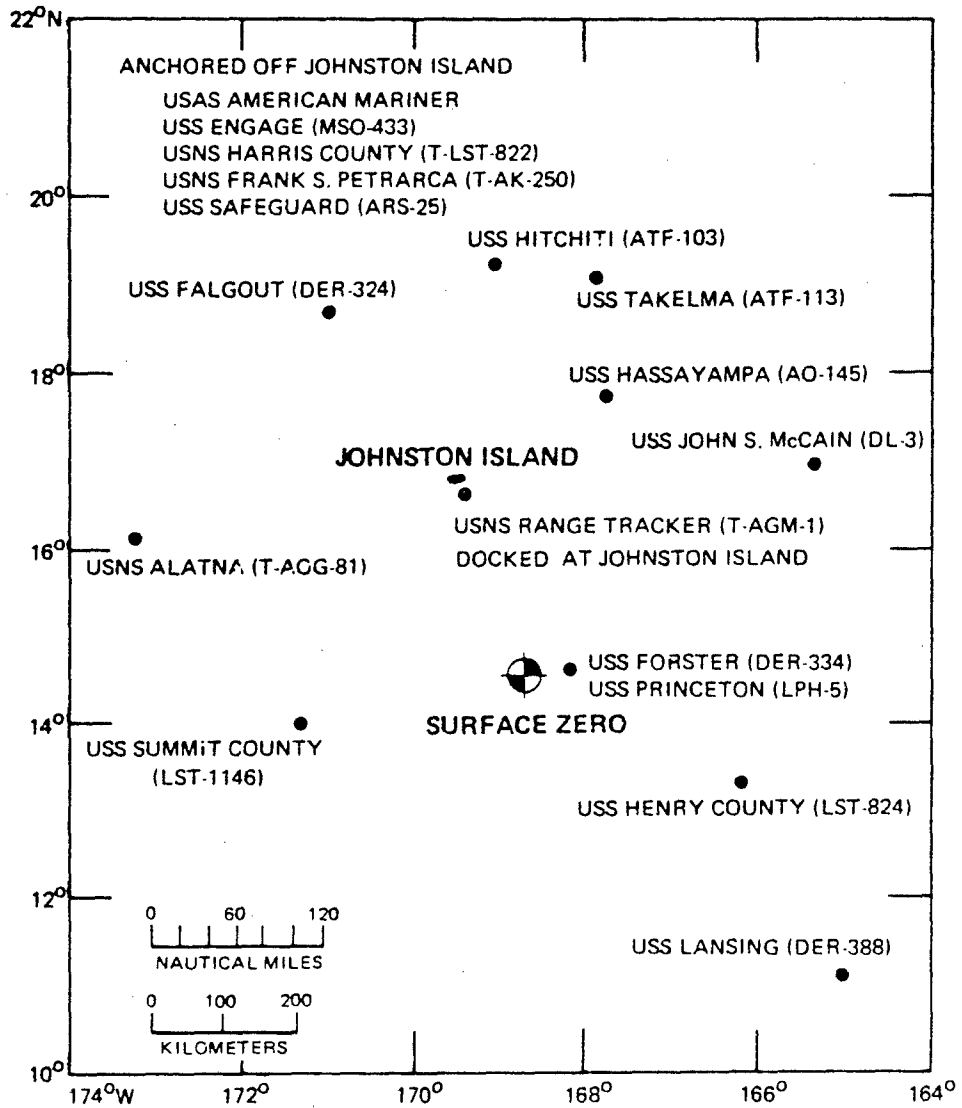 22°N
ANCHORED OFF JOHNSTON ISLAND
USAS AMERICAN MARINER
USS ENGAGE (MSO-433)
USNS HARRIS COUNTY (T-LST-822)
USNS FRANK S. PETRARCA (T-AK-250)
USS SAFEGUARD (ARS-25)
20°
USS HITCHITI (ATF-103)
USS FALGOUT (DER-324)
USS TAKELMA (ATF-113)
18°
USS HASSAYAMPA (AO-145)
USS JOHN S. McCAIN (DL-3)
JOHNSTON ISLAND
USNS RANGE TRACKER (T-AGM-1)
DOCKED AT JOHNSTON ISLAND
16°
USNS ALATNA (T-AOG-81)
USS FORSTER (DER-334)
USS PRINCETON (LPH-5)
SURFACE ZERO
14°
USS SUMMiT COUNTY
(LST-1146)
USS HENRY COUNTY (LST-824)
12°
0 60 120
NAUTICAL MILES
USS LANSING (DER-388)
0 100 200
KILOMETERS
10°
174°W 172° 170° 168° 166° 164°